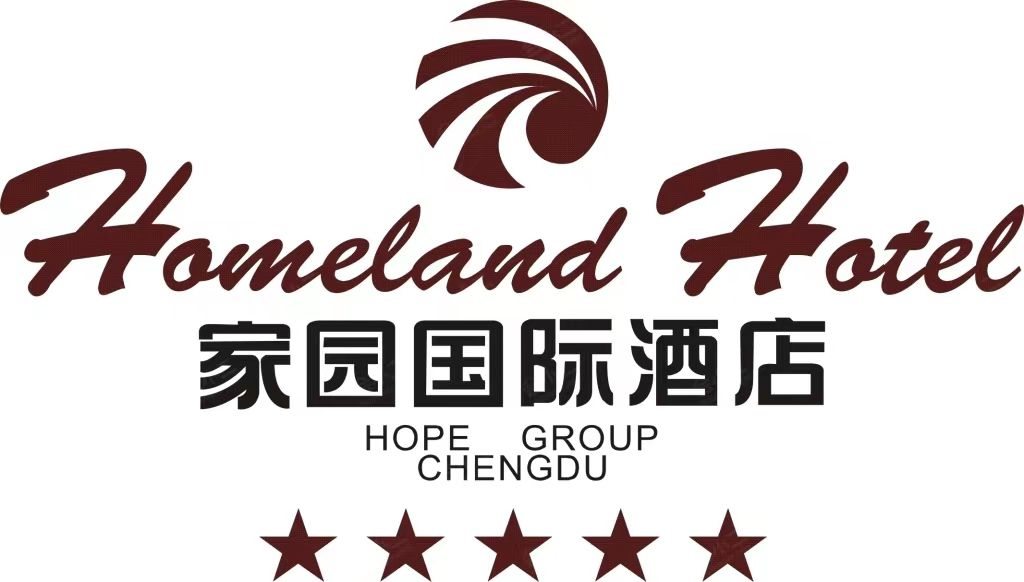 Homeland Hotel
家园国际酒店
HOPE GROUP
CHENGDU